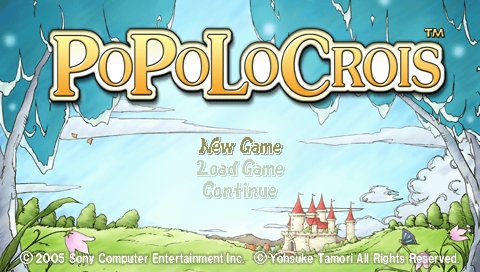 PoPoLoCrois™
New Game
Load Game
Continue
© 2005 Sony Computer Entertainment Inc. © Yohsuke Tamori All Rights Reserved.